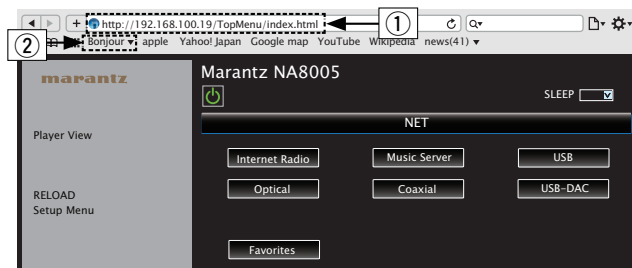 http://192.168.100.19/TopMenu/index.html
1
2
Bonjour apple Yahoo! Japan Google map YouTube Wikipedia news(41)
marantz
Marantz NA8005
SLEEP
NET
Player View
Internet Radio Music Server USB
Optical Coaxial USB-DAC
RELOAD
Setup Menu
Favorites